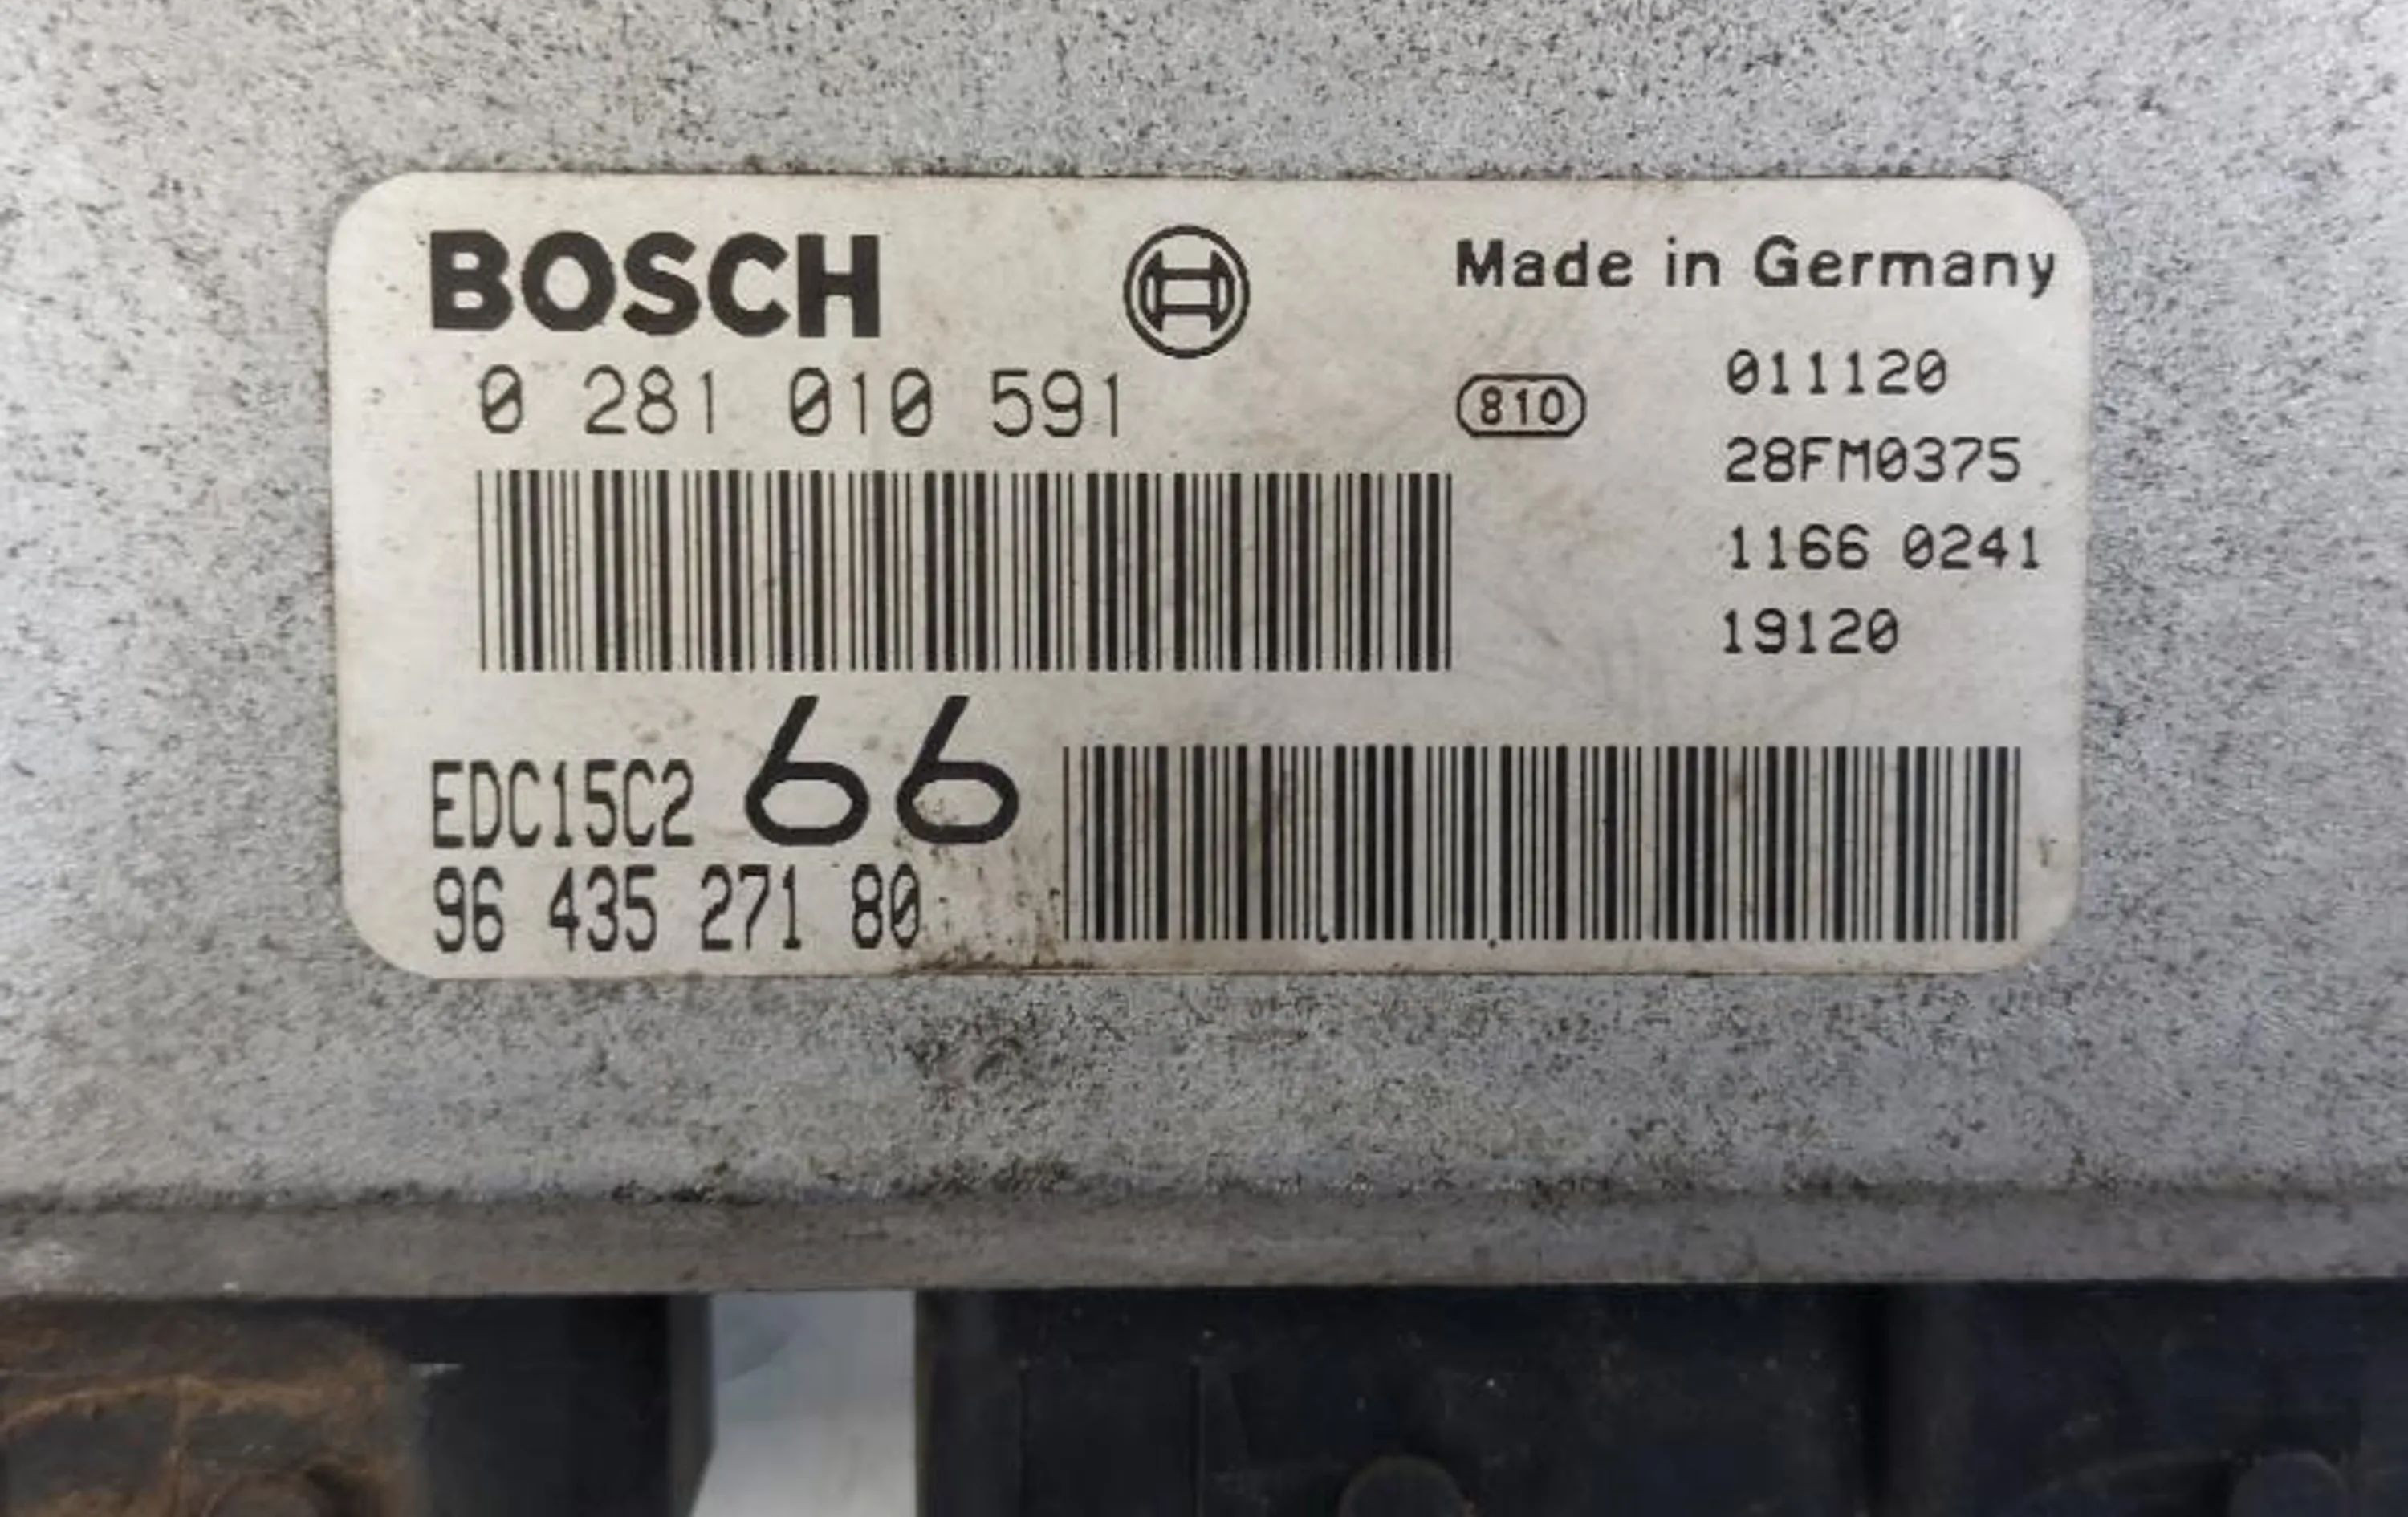 BOSCH
Made in Germany
0 281 010 591
810
011120
28FM0375
1166 0241
19120
EDC15C2 66
96 435 271 80